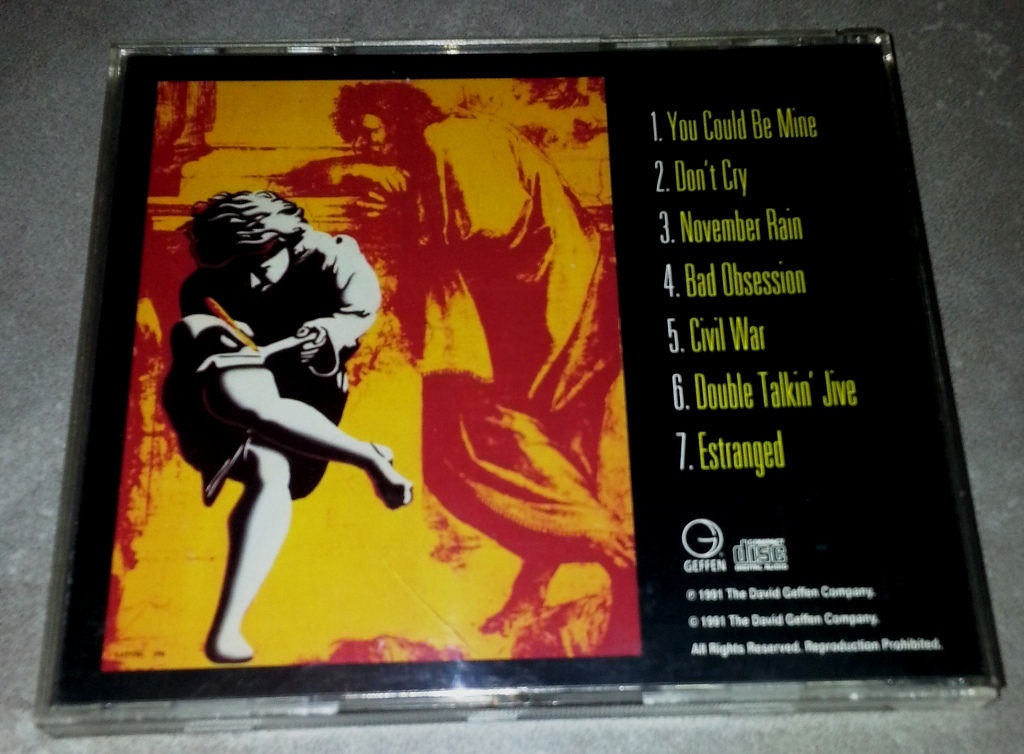 1. You Could Be Mine
2. Don't Cry
3. November Rain
4. Bad Obsession
5. Civil War
6. Double Talkin' Jive
7. Estranged
GEFFEN
COMPACT
disc
DIGITAL AUDIO
℗ 1991 The David Geffen Company.
© 1991 The David Geffen Company.
All Rights Reserved. Reproduction Prohibited.